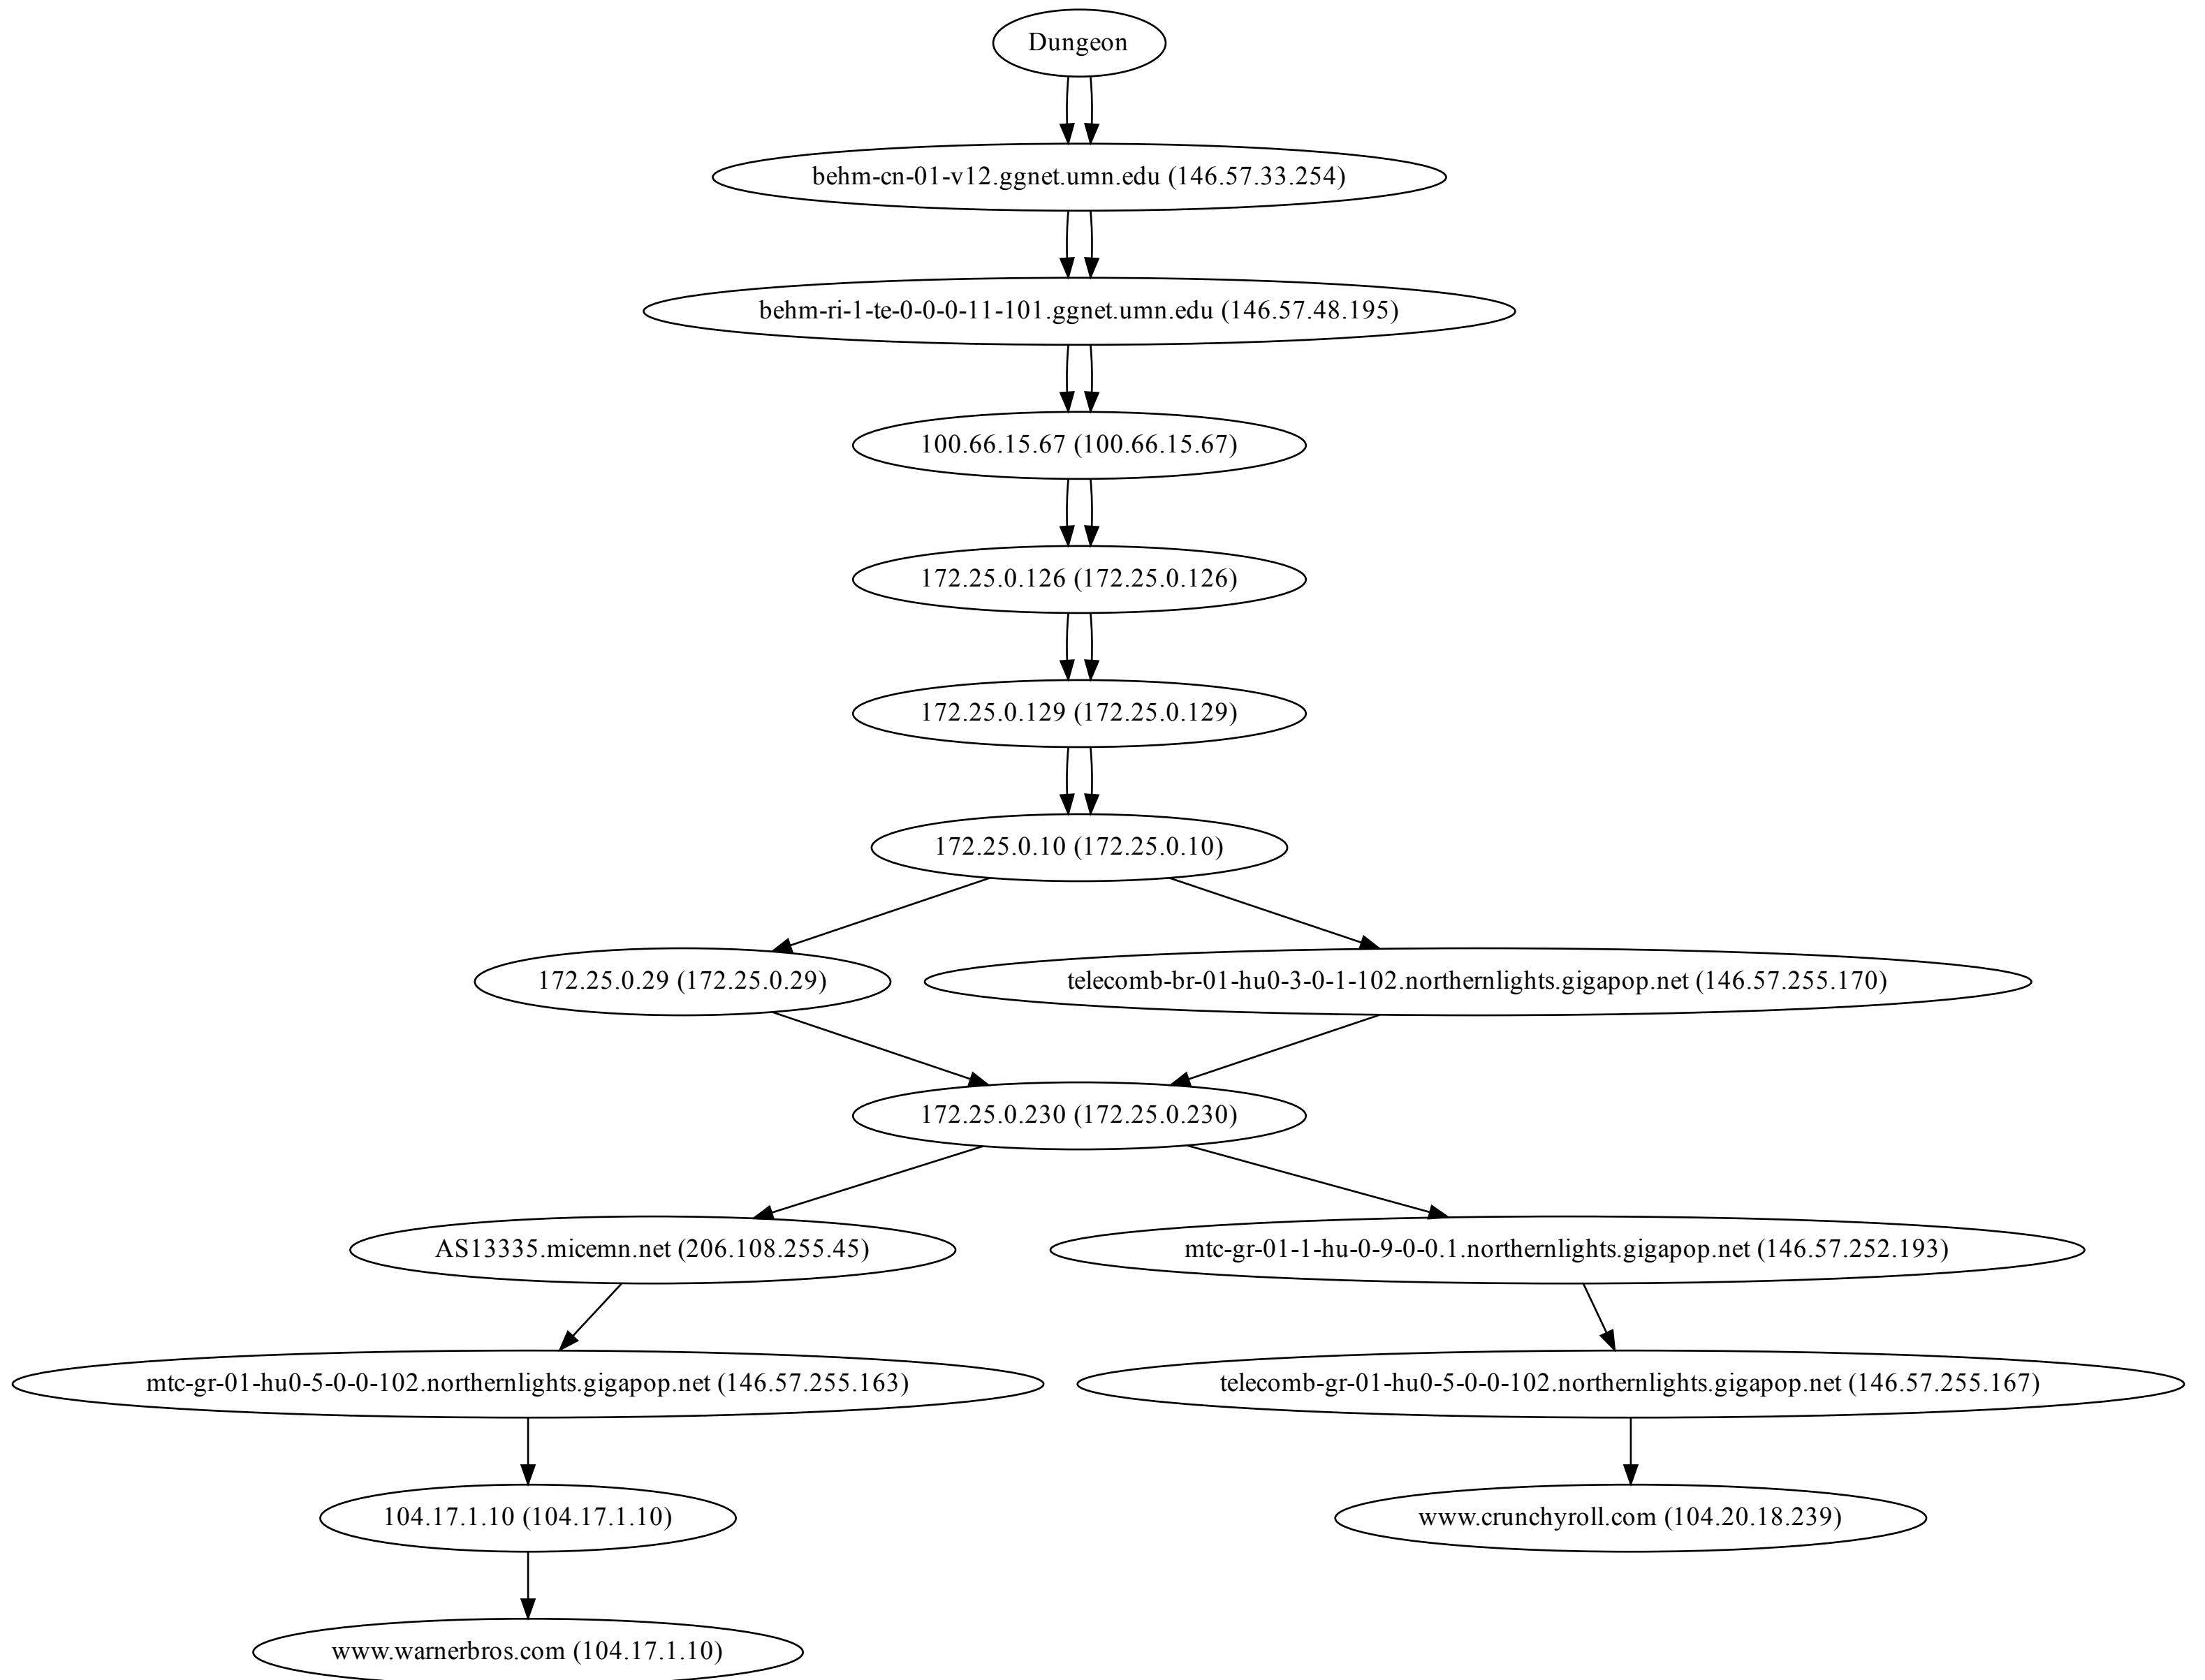 Dungeon
behm-cn-01-v12.ggnet.umn.edu (146.57.33.254)
behm-ri-1-te-0-0-0-11-101.ggnet.umn.edu (146.57.48.195)
100.66.15.67 (100.66.15.67)
172.25.0.126 (172.25.0.126)
172.25.0.129 (172.25.0.129)
172.25.0.10 (172.25.0.10)
172.25.0.29 (172.25.0.29)
telecomb-br-01-hu0-3-0-1-102.northernlights.gigapop.net (146.57.255.170)
172.25.0.230 (172.25.0.230)
AS13335.micemn.net (206.108.255.45)
mtc-gr-01-1-hu-0-9-0-0.1.northernlights.gigapop.net (146.57.252.193)
mtc-gr-01-hu0-5-0-0-102.northernlights.gigapop.net (146.57.255.163)
telecomb-gr-01-hu0-5-0-0-102.northernlights.gigapop.net (146.57.255.167)
104.17.1.10 (104.17.1.10)
www.crunchyroll.com (104.20.18.239)
www.warnerbros.com (104.17.1.10)